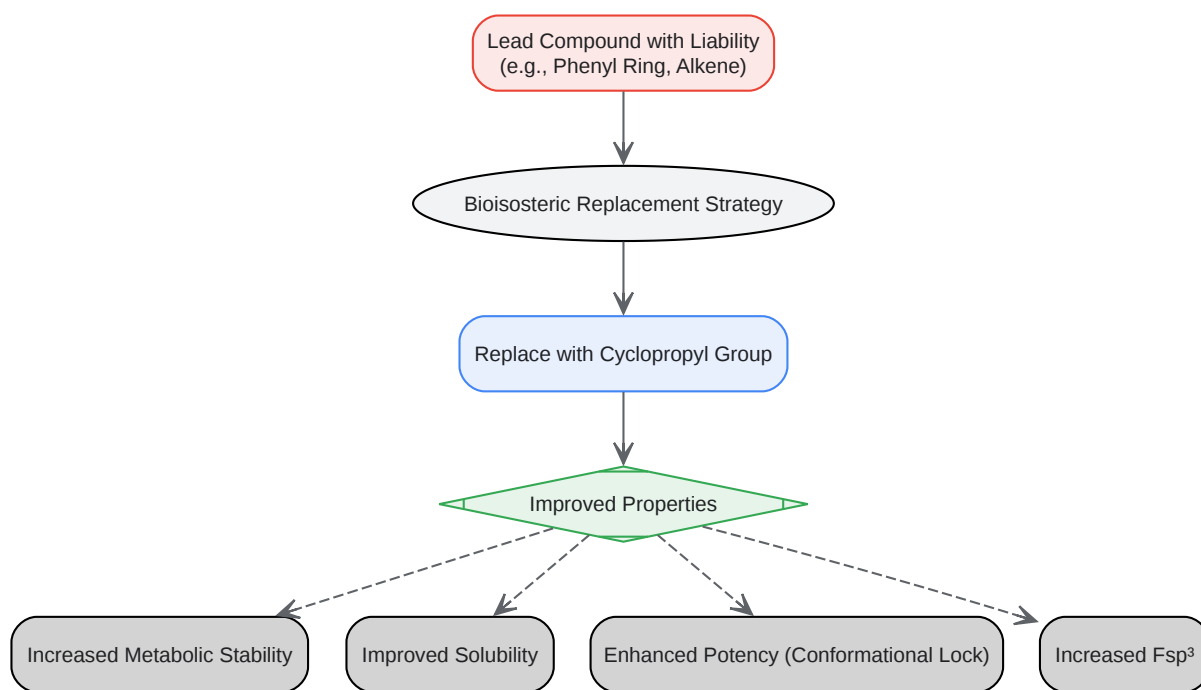 Lead Compound with Liability
(e.g., Phenyl Ring, Alkene)
Bioisosteric Replacement Strategy
Replace with Cyclopropyl Group
Improved Properties
Increased Metabolic Stability
Improved Solubility
Enhanced Potency (Conformational Lock)
Increased Fsp³